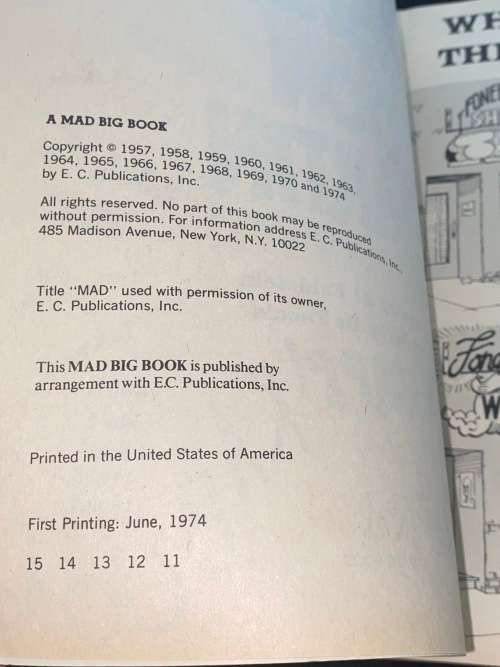 A MAD BIG BOOK
Copyright © 1957, 1958, 1959, 1960, 1961, 1962, 1963,
1964, 1965, 1966, 1967, 1968, 1969, 1970 and 1974
by E. C. Publications, Inc.
All rights reserved. No part of this book may be reproduced
without permission. For information address E. C. Publications, Inc.,
485 Madison Avenue, New York, N.Y. 10022
Title “MAD” used with permission of its owner,
E. C. Publications, Inc.
This MAD BIG BOOK is published by
arrangement with E.C. Publications, Inc.
Printed in the United States of America
First Printing: June, 1974
15 14 13 12 11